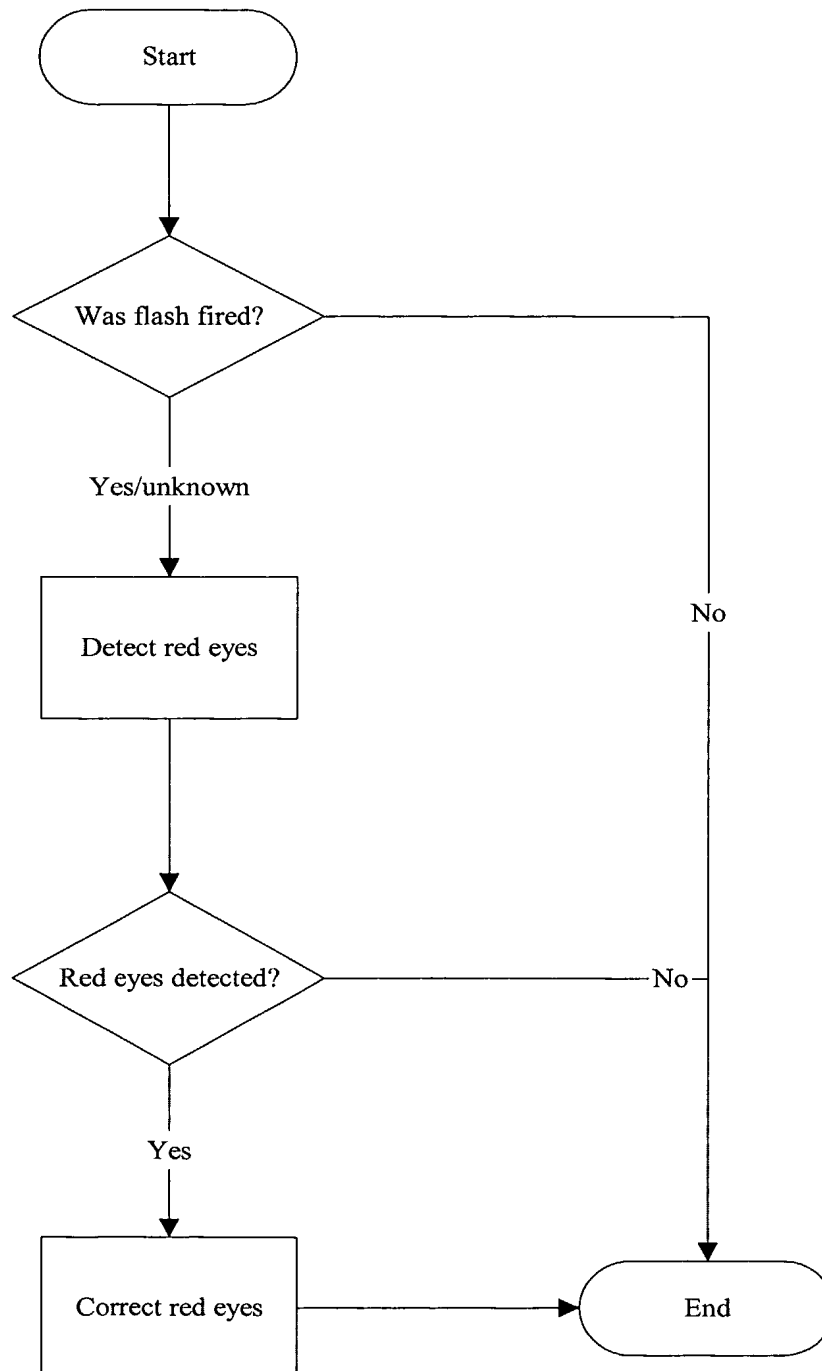 Start
Was flash fired?
Yes/unknown
No
Detect red eyes
Red eyes detected?
No
Yes
Correct red eyes
End